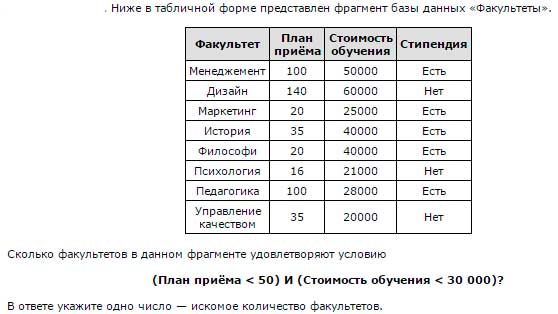 . Ниже в табличной форме представлен фрагмент базы данных «Факультеты».
Факультет План приёма Стоимость обучения Стипендия
Менеджмент 100 50000 Есть
Дизайн 140 60000 Нет
Маркетинг 20 25000 Есть
История 35 40000 Есть
Философи 20 40000 Есть
Психология 16 21000 Нет
Педагогика 100 28000 Есть
Управление качеством 35 20000 Нет
Сколько факультетов в данном фрагменте удовлетворяют условию
(План приёма < 50) И (Стоимость обучения < 30 000)?
В ответе укажите одно число — искомое количество факультетов.